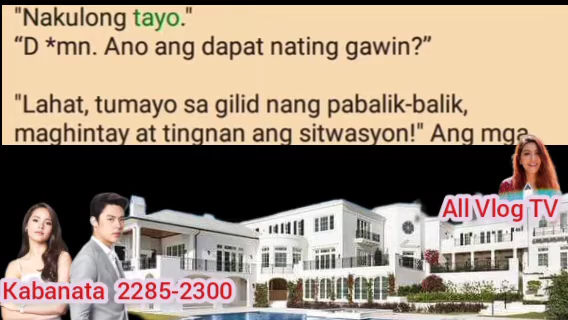 "Nakulong tayo."
“D *mn. Ano ang dapat nating gawin?”
"Lahat, tumayo sa gilid nang pabalik-balik,
maghintay at tingnan ang sitwasyon!" Ang mga
All Vlog TV
Kabanata 2285-2300